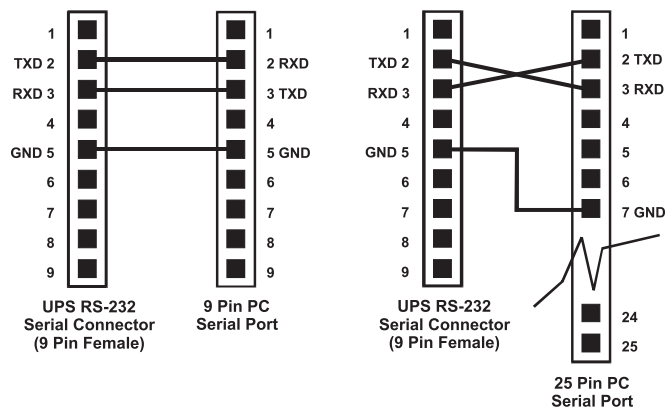 1
TXD 2
RXD 3
4
GND 5
6
7
8
9
1
2 RXD
3 TXD
4
5 GND
6
7
8
9
UPS RS-232
Serial Connector
(9 Pin Female)
9 Pin PC
Serial Port
1
TXD 2
RXD 3
4
GND 5
6
7
8
9
1
2 TXD
3 RXD
4
5
6
7 GND
24
25
UPS RS-232
Serial Connector
(9 Pin Female)
25 Pin PC
Serial Port